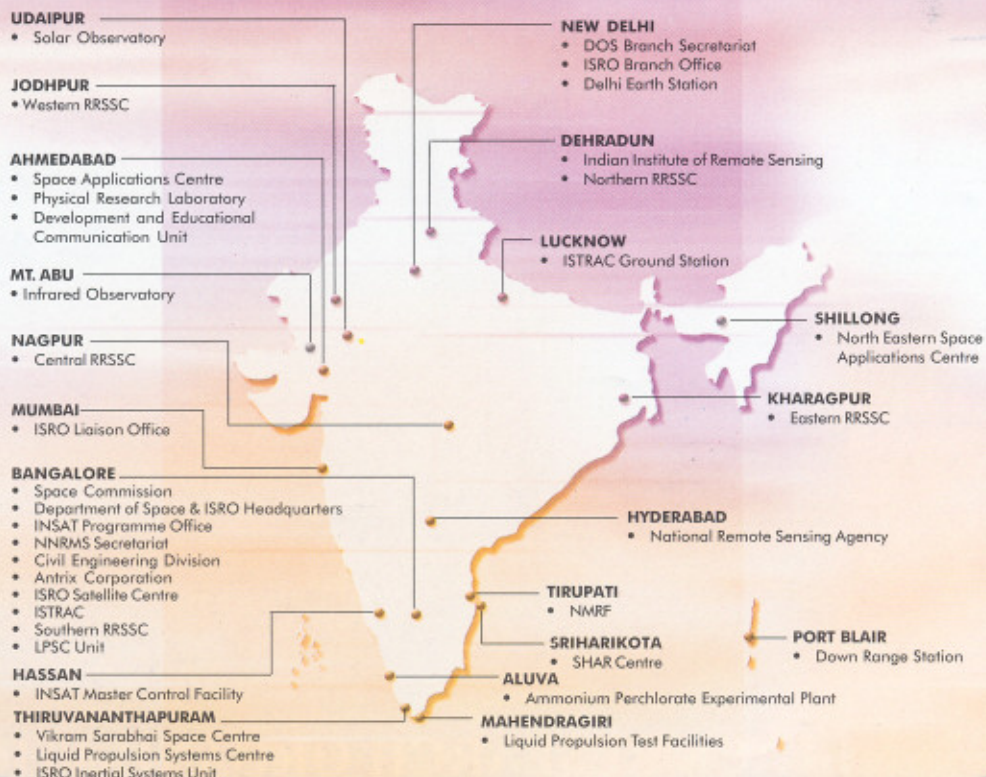 UDAIPUR
• Solar Observatory
JODHPUR
• Western RRSSC
AHMEDABAD
• Space Applications Centre
• Physical Research Laboratory
• Development and Educational
Communication Unit
MT. ABU
• Infrared Observatory
NAGPUR
• Central RRSSC
MUMBAI
• ISRO Liaison Office
BANGALORE
• Space Commission
• Department of Space & ISRO Headquarters
• INSAT Programme Office
• NNRMS Secretariat
• Civil Engineering Division
• Antrix Corporation
• ISRO Satellite Centre
• ISTRAC
• Southern RRSSC
• LPSC Unit
HASSAN
• INSAT Master Control Facility
THIRUVANANTHAPURAM
• Vikram Sarabhai Space Centre
• Liquid Propulsion Systems Centre
• ISRO Inertial Systems Unit
NEW DELHI
• DOS Branch Secretariat
• ISRO Branch Office
• Delhi Earth Station
DEHRADUN
• Indian Institute of Remote Sensing
• Northern RRSSC
LUCKNOW
• ISTRAC Ground Station
SHILLONG
• North Eastern Space
Applications Centre
KHARAGPUR
• Eastern RRSSC
HYDERABAD
• National Remote Sensing Agency
TIRUPATI
• NMRF
SRIHARIKOTA
• SHAR Centre
PORT BLAIR
• Down Range Station
ALUVA
• Ammonium Perchlorate Experimental Plant
MAHENDRAGIRI
• Liquid Propulsion Test Facilities